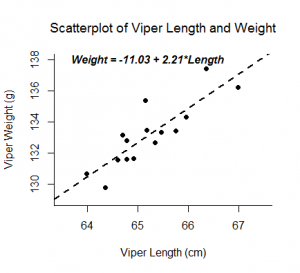 Scatterplot of Viper Length and Weight
Weight = -11.03 + 2.21*Length
138
136
134
132
130
Viper Weight (g)
64 65 66 67
Viper Length (cm)